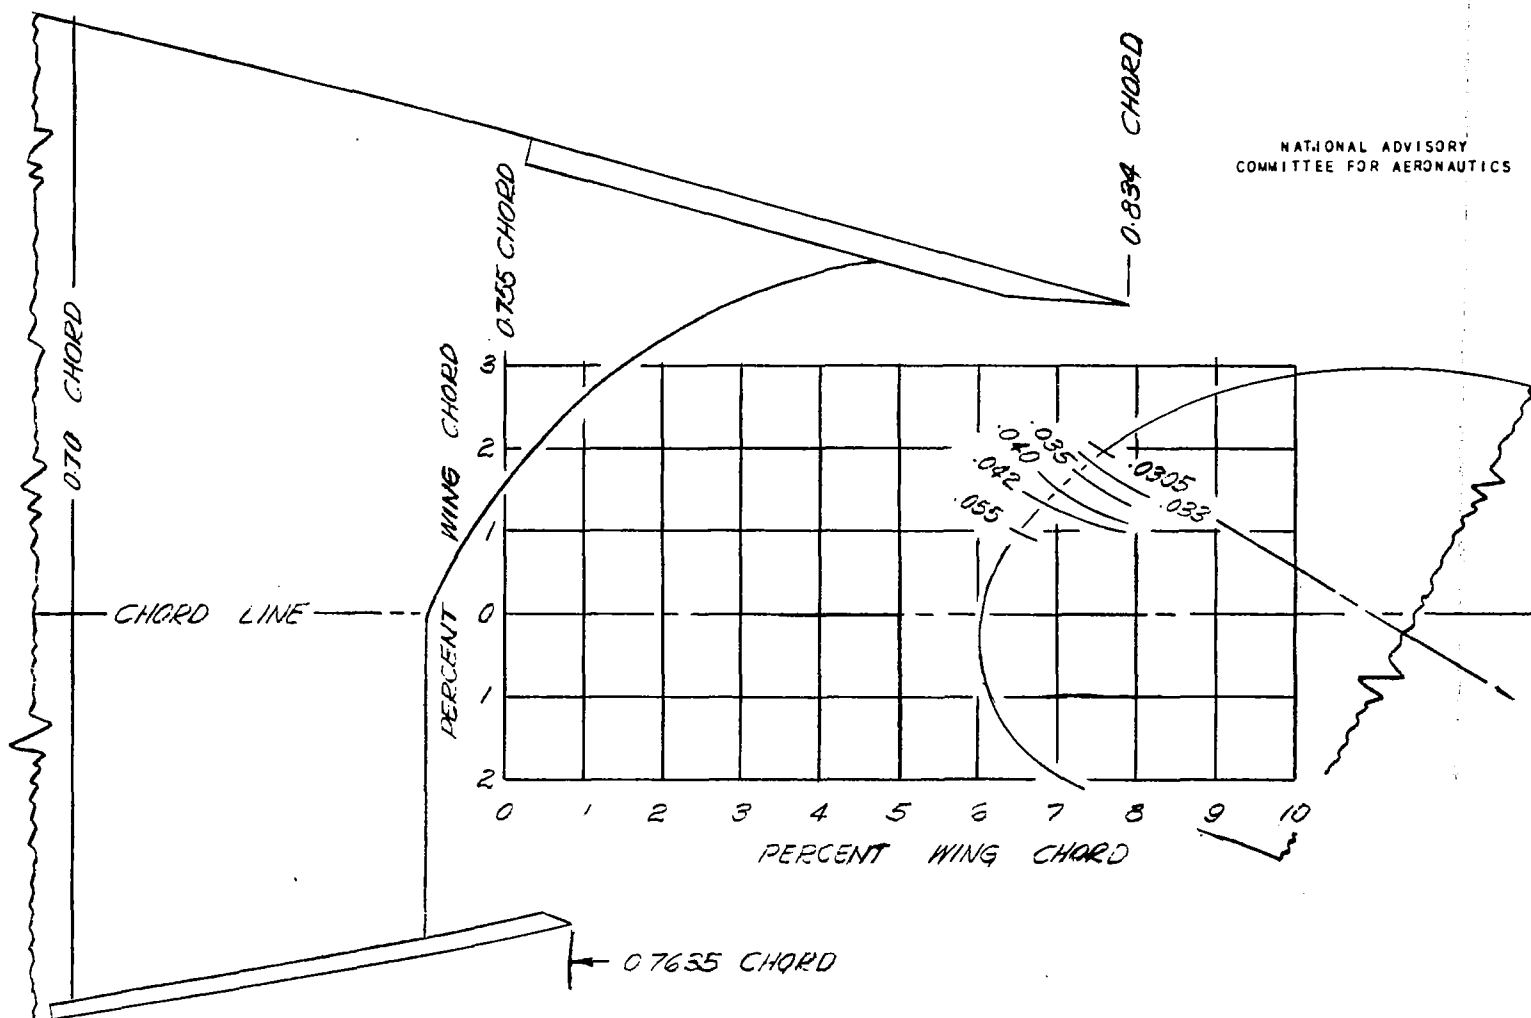 NATIONAL ADVISORY
COMMITTEE FOR AERONAUTICS
0.834 CHORD
0.755 CHORD
0.70 CHORD
PERCENT WING CHORD
3
2
1
0
1
2
.035
.040
.042
.055
.0305
.033
CHORD LINE
0 1 2 3 4 5 6 7 8 9 10
PERCENT WING CHORD
0.7635 CHORD